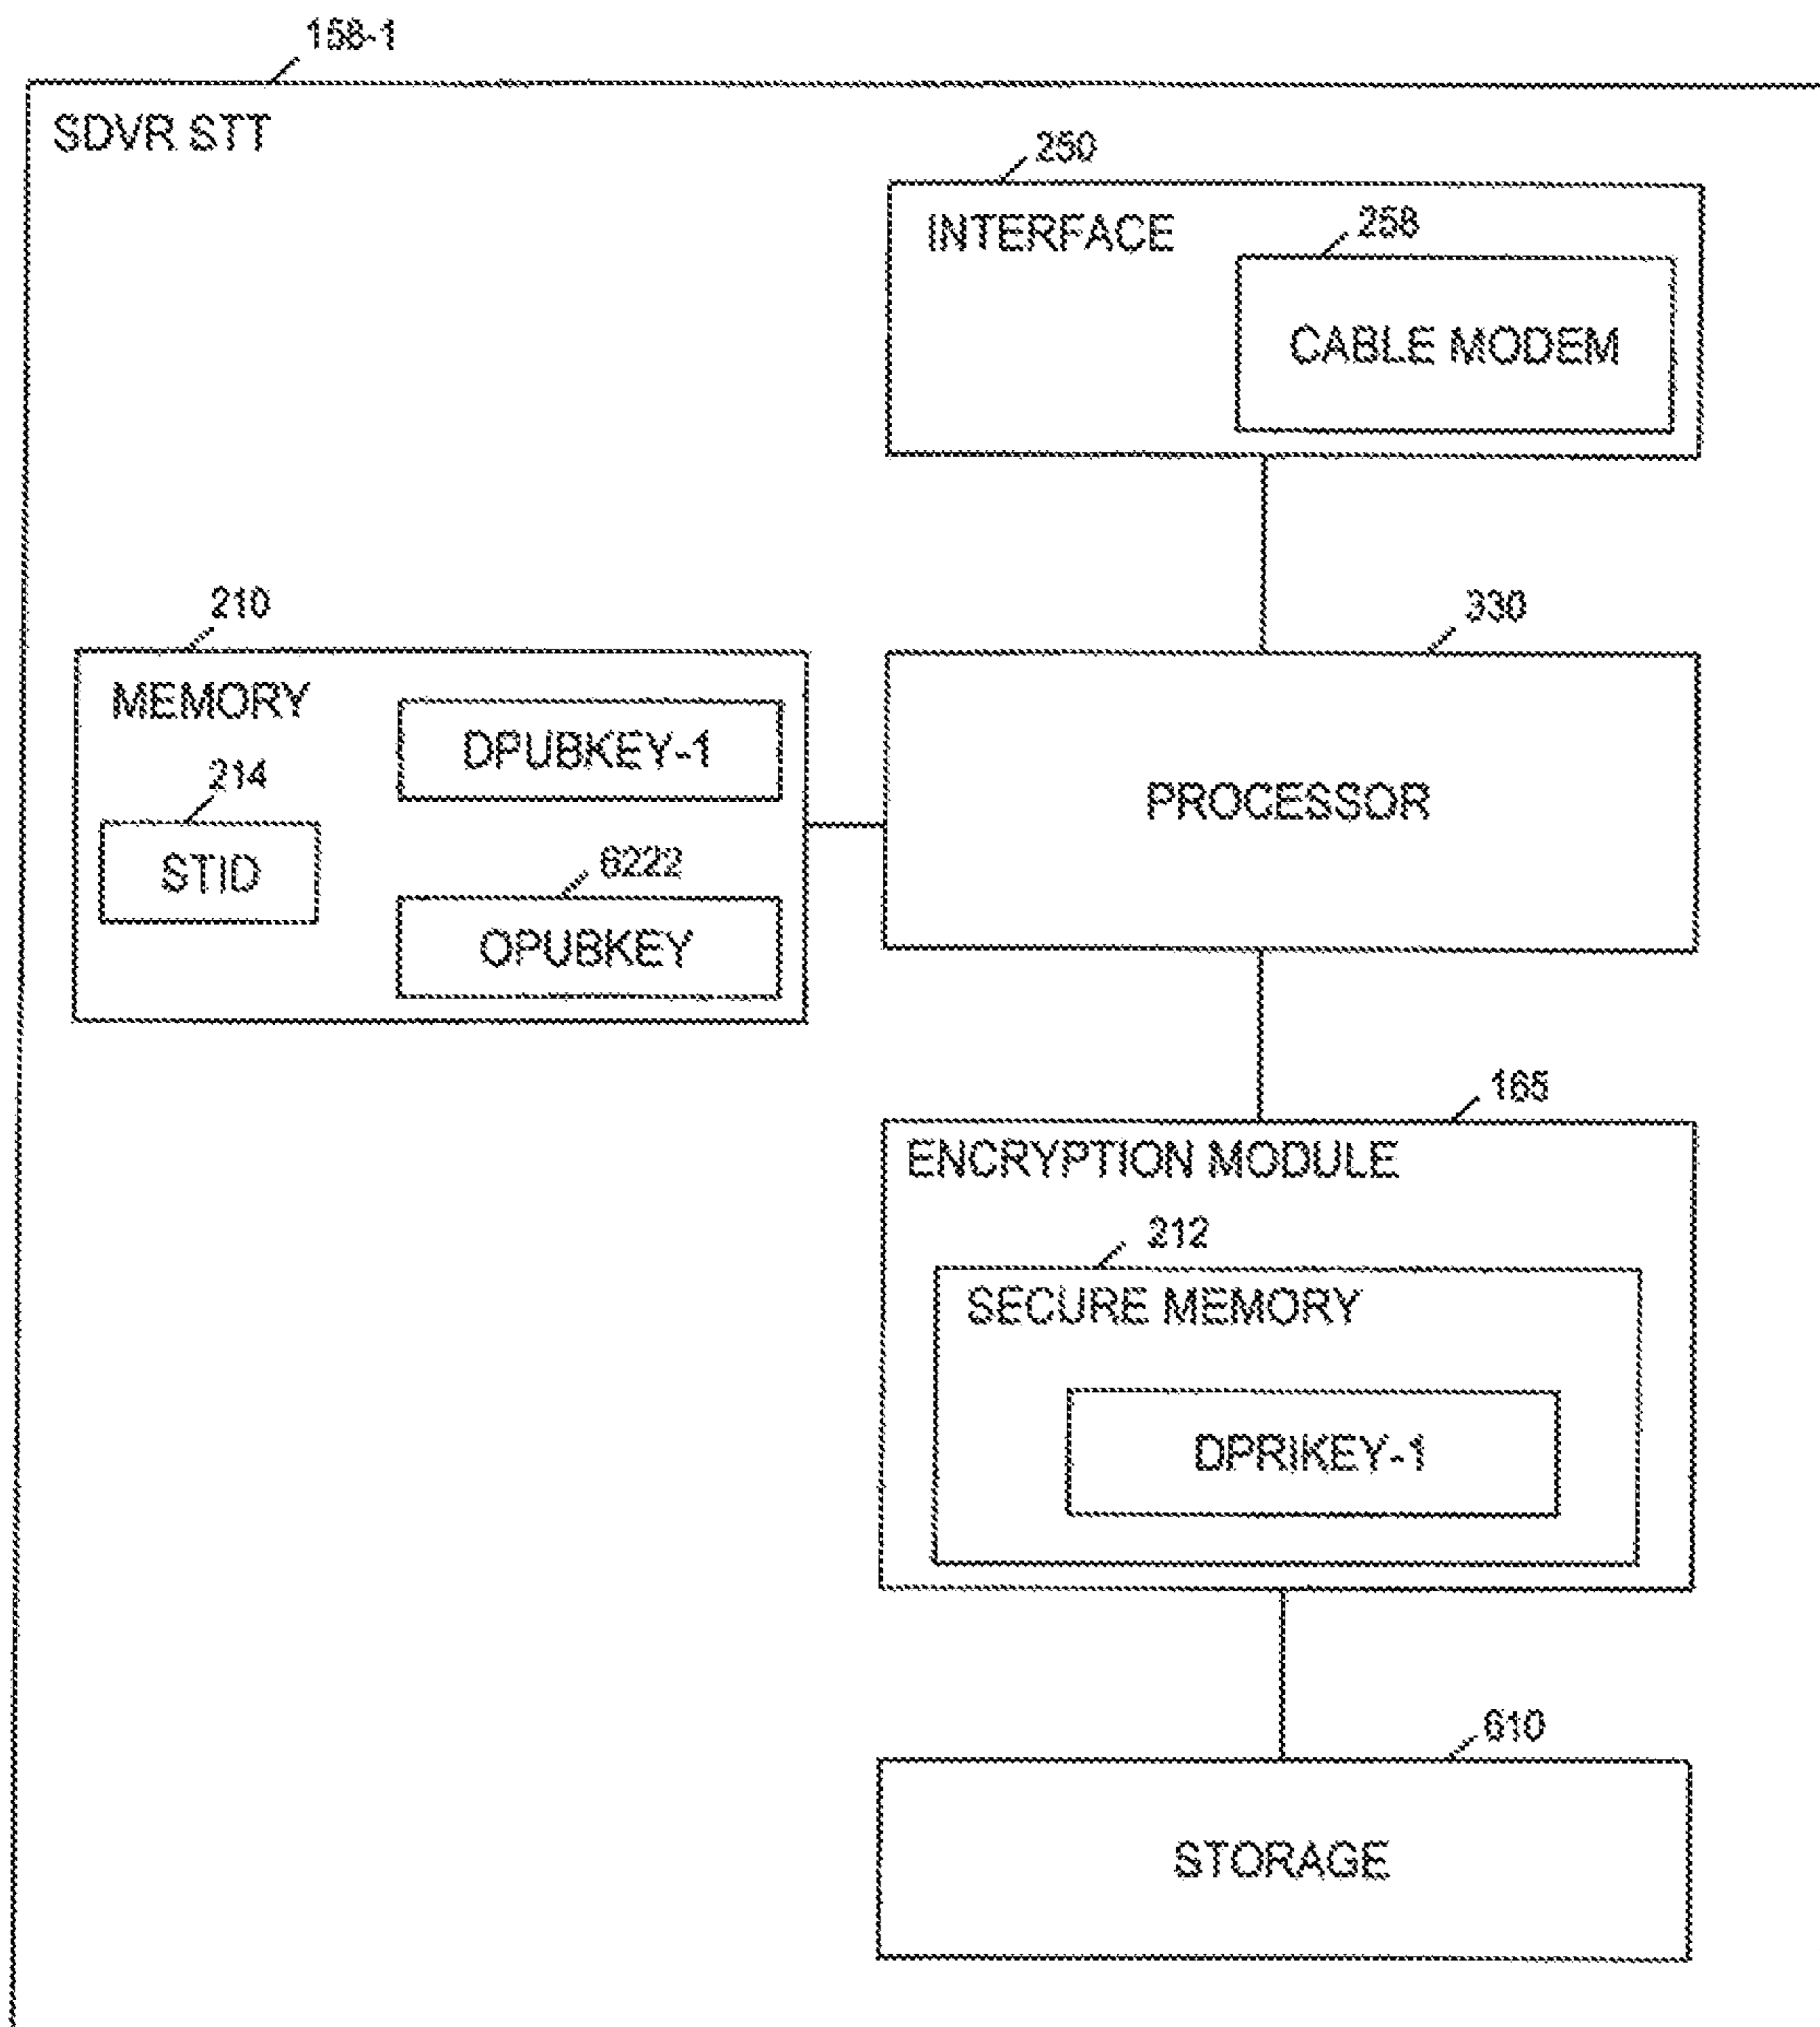 158-1
SDVR STT
250
INTERFACE
258
CABLE MODEM
210
330
MEMORY
DPUBKEY-1
214
PROCESSOR
STID
6222
OPUBKEY
165
ENCRYPTION MODULE
212
SECURE MEMORY
DPRIKEY-1
610
STORAGE